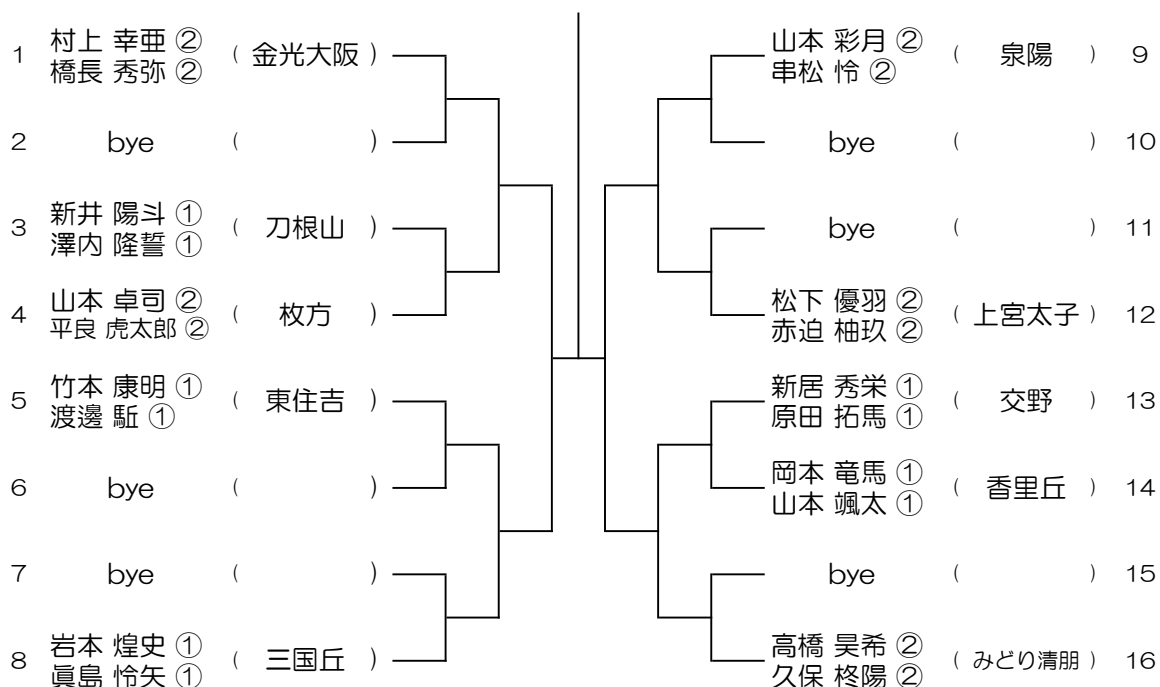 1 村上 幸亜 ② ( 金光大阪 )
橋長 秀弥 ②
2 bye ( )
3 新井 陽斗 ① ( 刀根山 )
澤内 隆誓 ①
4 山本 卓司 ② ( 枚方 )
平良 虎太郎 ②
5 竹本 康明 ① ( 東住吉 )
渡邊 駈 ①
6 bye ( )
7 bye ( )
8 岩本 煌史 ① ( 三国丘 )
眞島 怜矢 ①
山本 彩月 ② ( 泉陽 ) 9
串松 怜 ②
bye ( ) 10
bye ( ) 11
松下 優羽 ② ( 上宮太子 ) 12
赤迫 柚玖 ②
新居 秀栄 ① ( 交野 ) 13
原田 拓馬 ①
岡本 竜馬 ① ( 香里丘 ) 14
山本 颯太 ①
bye ( ) 15
高橋 昊希 ② ( みどり清朋 ) 16
久保 柊陽 ②